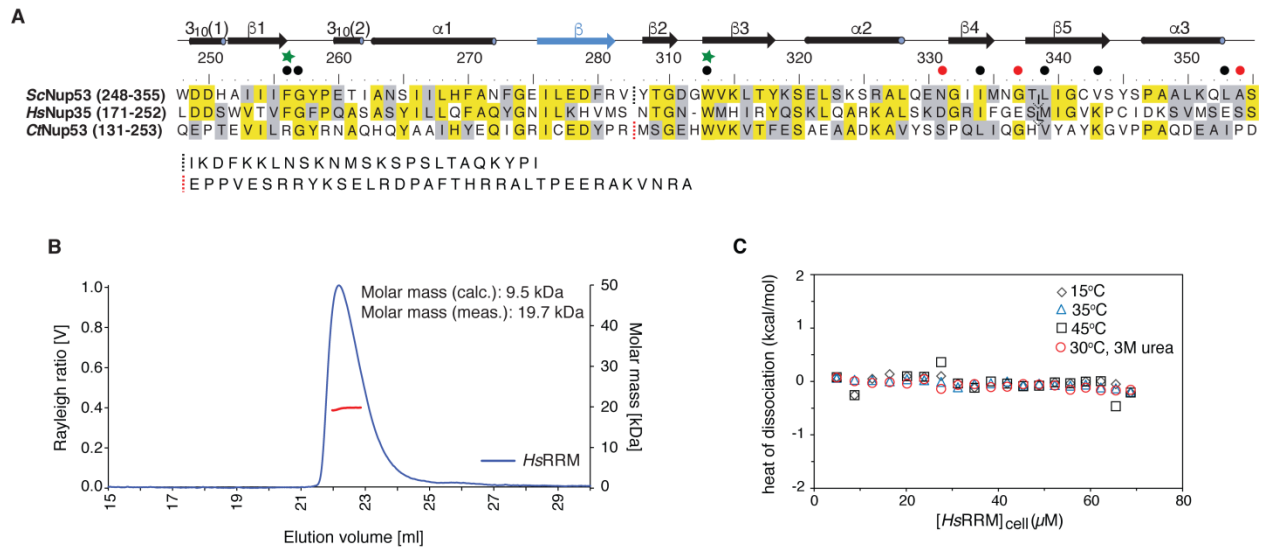 A
3₁₀(1) β1 3₁₀(2) α1 β β2 β3 α2 β4 β5 α3
250 260 270 280 310 320 330 340 350
ScNup53 (248-355) WDDHAIIIFGYPETIANSIILHFANFGEILEDFRV YTGDGWVKLTYKSELSKSRALQENGIIMNGTLIGCVSYSPAALKQLAS
HsNup35 (171-252) LDDSWVTVFGFPQASASYILLQFAQYGNILKHVMSNTGN-WMHIRYQSKLQARKALSKDGRIFGESMIGVKPCIDKSVMSESS
CtNup53 (131-253) QEPTEVILRGYRNAQHQYAAIHYEQIGRICEDYPR MSGEHWVKVTFESAEAADKAVYSSPQLIQGHVYAYKGVPPAQDEAIPD
IKDFKKLNSKNMSKSPSLTAQKYPI
EPPVESRRYKSELRDPAFTHRRALTPEERAKVNRA
B
Molar mass (calc.): 9.5 kDa
Molar mass (meas.): 19.7 kDa
Rayleigh ratio [V]
1.0
0.8
0.6
0.4
0.2
0.0
50
40
30
20
10
0
Molar mass [kDa]
HsRRM
15 17 19 21 23 25 27 29
Elution volume [ml]
C
heat of dissociation (kcal/mol)
2
1
0
-1
-2
15°C
35°C
45°C
30°C, 3M urea
0 20 40 60 80
[HsRRM]cell (µM)